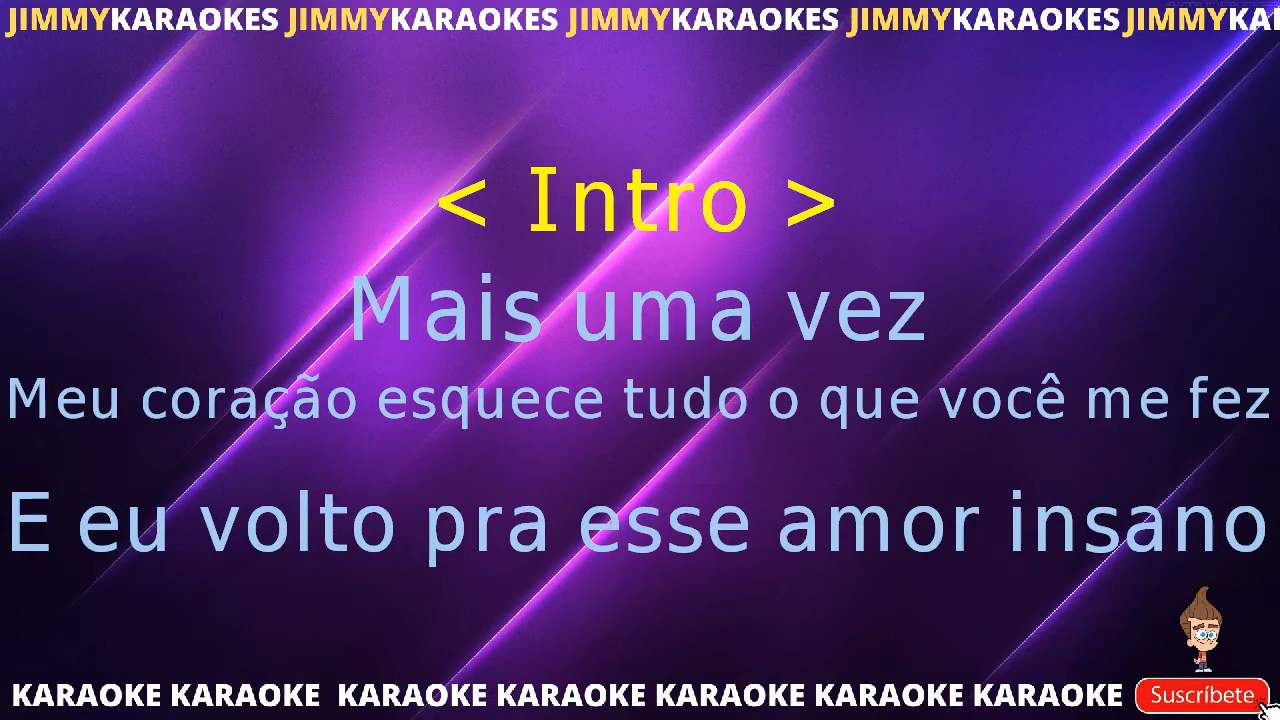 JIMMYKARAOKES JIMMYKARAOKES JIMMYKARAOKES JIMMYKARAOKES JIMMYKA
< Intro >
Mais uma vez
Meu coração esquece tudo o que você me fez
E eu volto pra esse amor insano
KARAOKE KARAOKE KARAOKE KARAOKE KARAOKE KARAOKE KARAOKE
Suscríbete